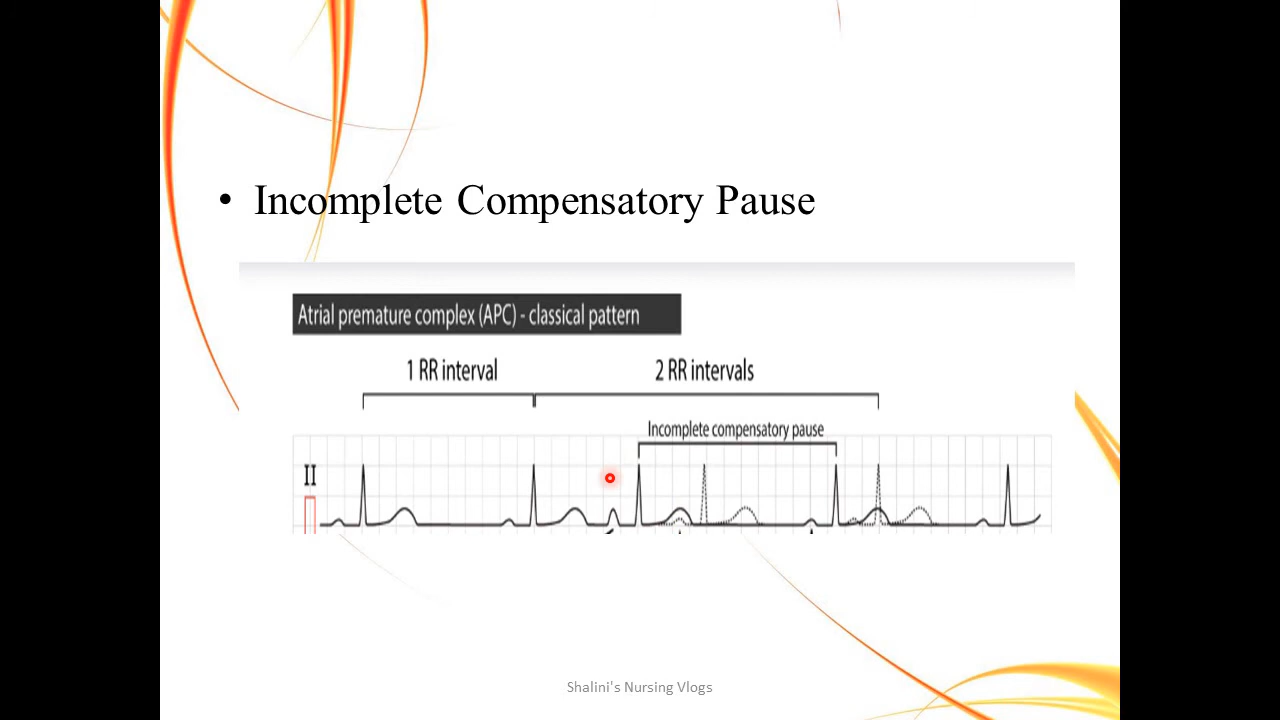 • Incomplete Compensatory Pause
Atrial premature complex (APC) - classical pattern
1 RR interval
2 RR intervals
Incomplete compensatory pause
II
Shalini's Nursing Vlogs